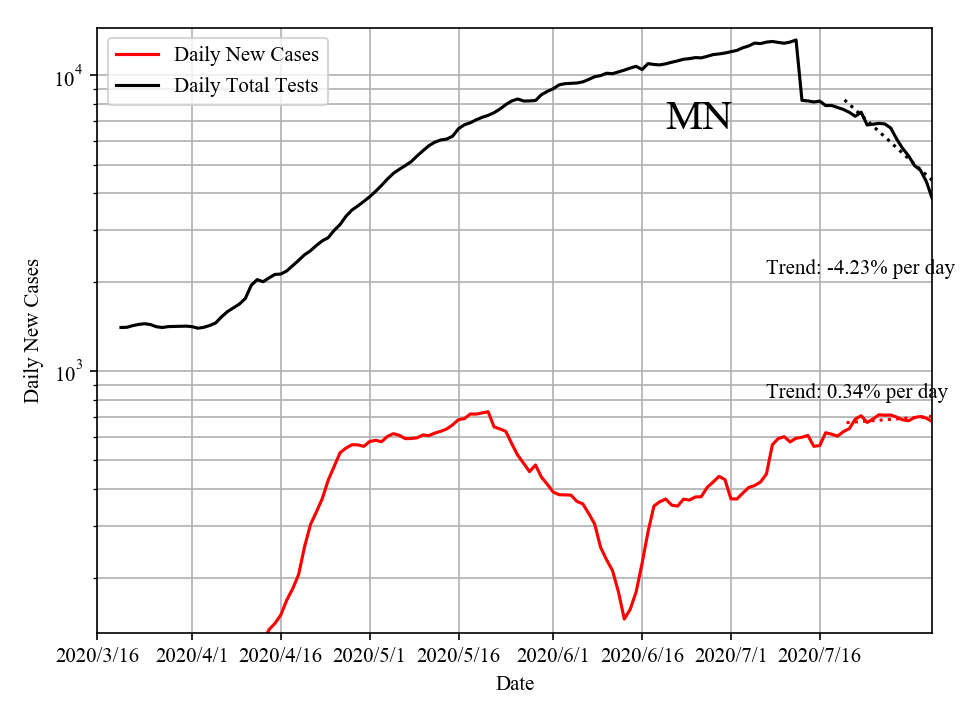 Daily New Cases
Daily Total Tests
MN
10^4
10^3
Trend: -4.23% per day
Trend: 0.34% per day
Daily New Cases
2020/3/16 2020/4/1 2020/4/16 2020/5/1 2020/5/16 2020/6/1 2020/6/16 2020/7/1 2020/7/16
Date